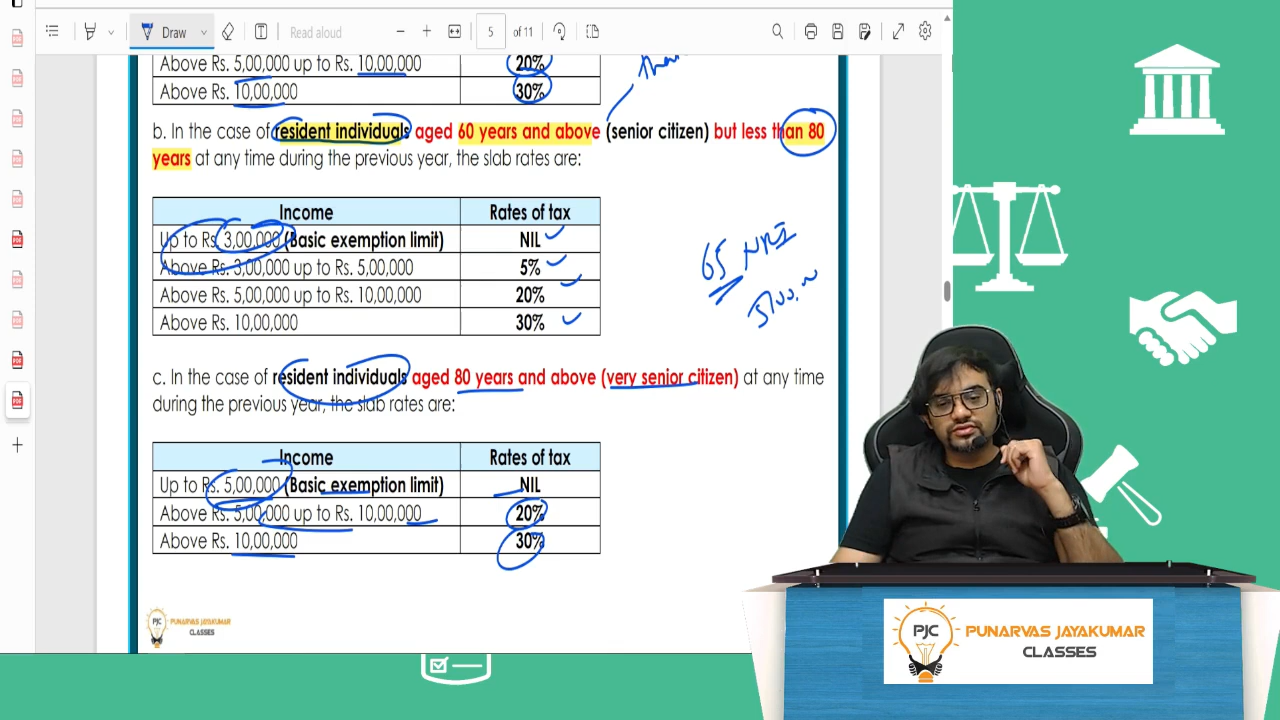 Draw
Read aloud
5 of 11
Above Rs. 5,00,000 up to Rs. 10,00,000 20%
Above Rs. 10,00,000 30%
b. In the case of resident individuals aged 60 years and above (senior citizen) but less than 80
years at any time during the previous year, the slab rates are:
Income Rates of tax
Up to Rs. 3,00,000 (Basic exemption limit) NIL
Above Rs. 3,00,000 up to Rs. 5,00,000 5%
Above Rs. 5,00,000 up to Rs. 10,00,000 20%
Above Rs. 10,00,000 30%
65 NRI
c. In the case of resident individuals aged 80 years and above (very senior citizen) at any time
during the previous year, the slab rates are:
Income Rates of tax
Up to Rs. 5,00,000 (Basic exemption limit) NIL
Above Rs. 5,00,000 up to Rs. 10,00,000 20%
Above Rs. 10,00,000 30%
PJC PUNARVAS JAYAKUMAR
CLASSES
PJC PUNARVAS JAYAKUMAR
CLASSES